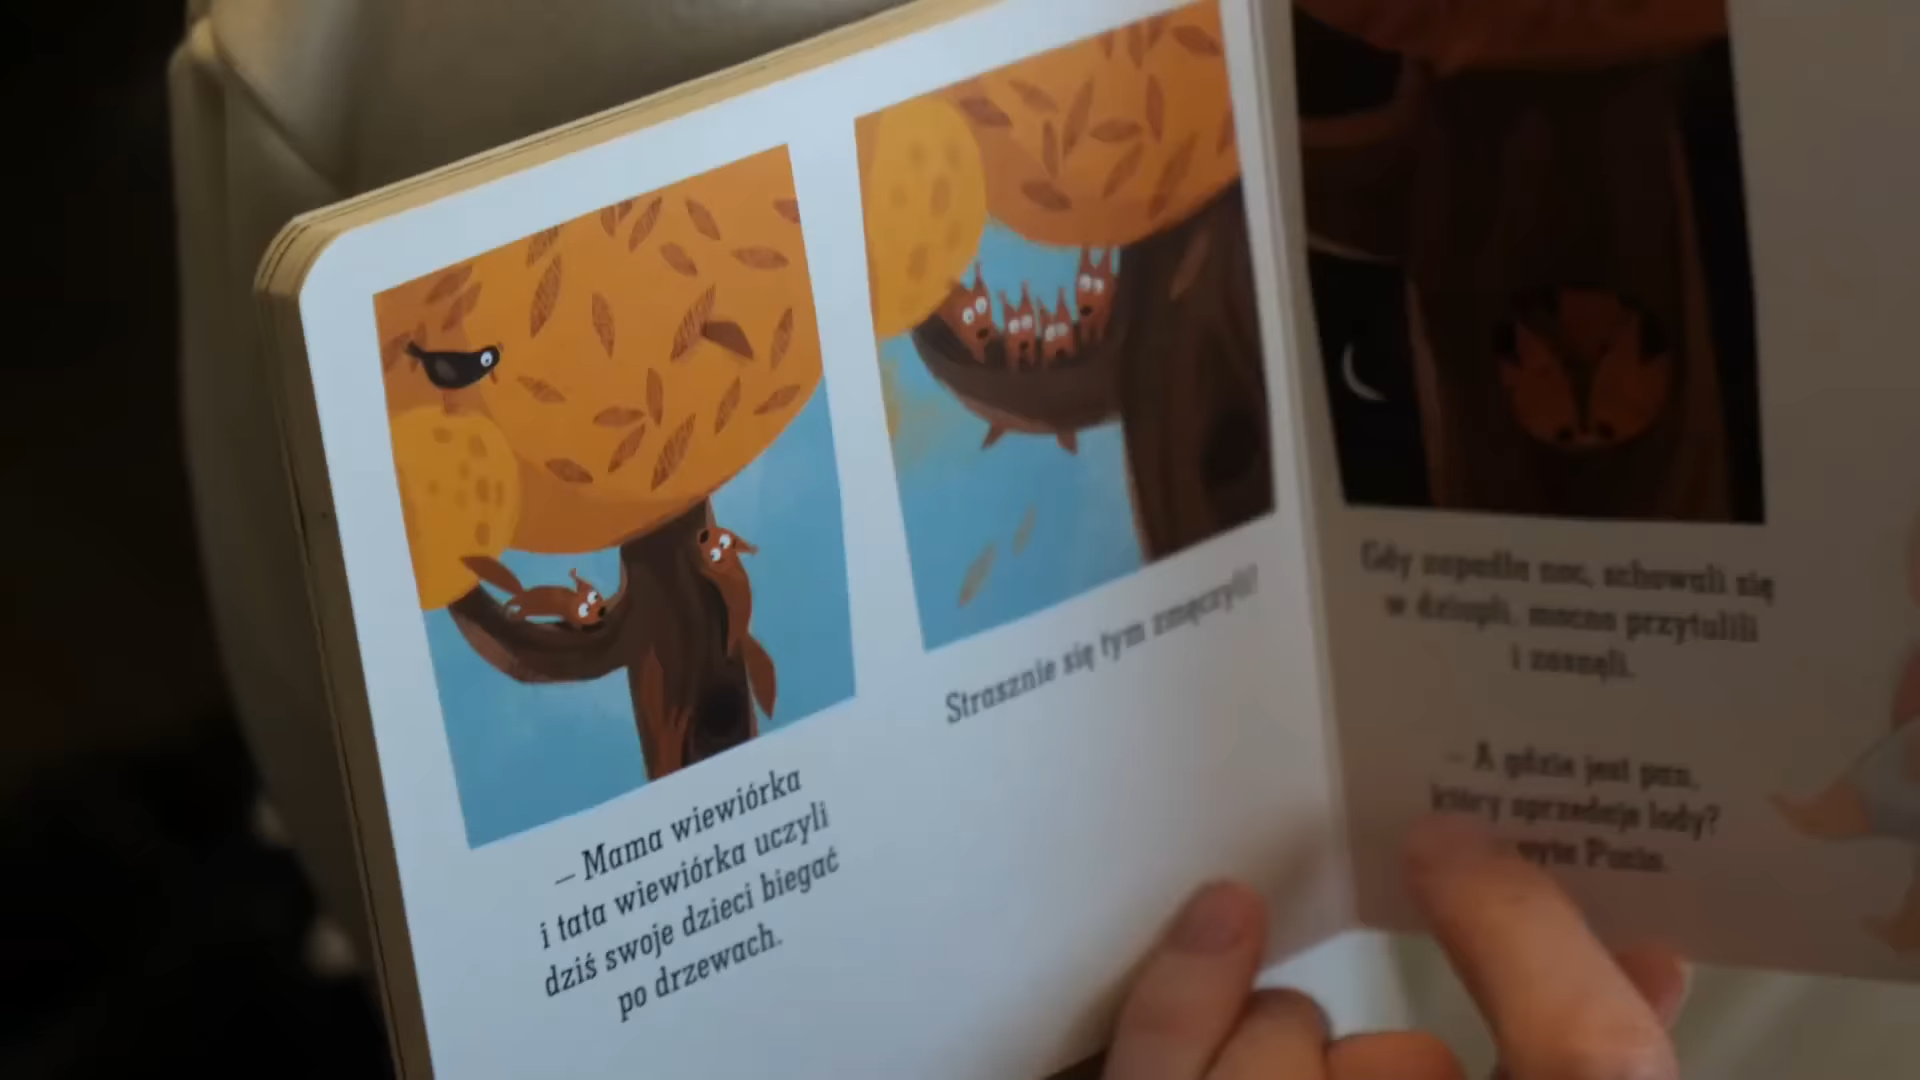 — Mama wiewiórka
i tata wiewiórka uczyli
dziś swoje dzieci biegać
po drzewach.
Strasznie się tym zmęczyli!
Gdy zapadła noc, schowali się
w dziupli, mocno przytulili
i zasnęli.
– A gdzie jest pan,
który sprzedaje lody?
Pucio.